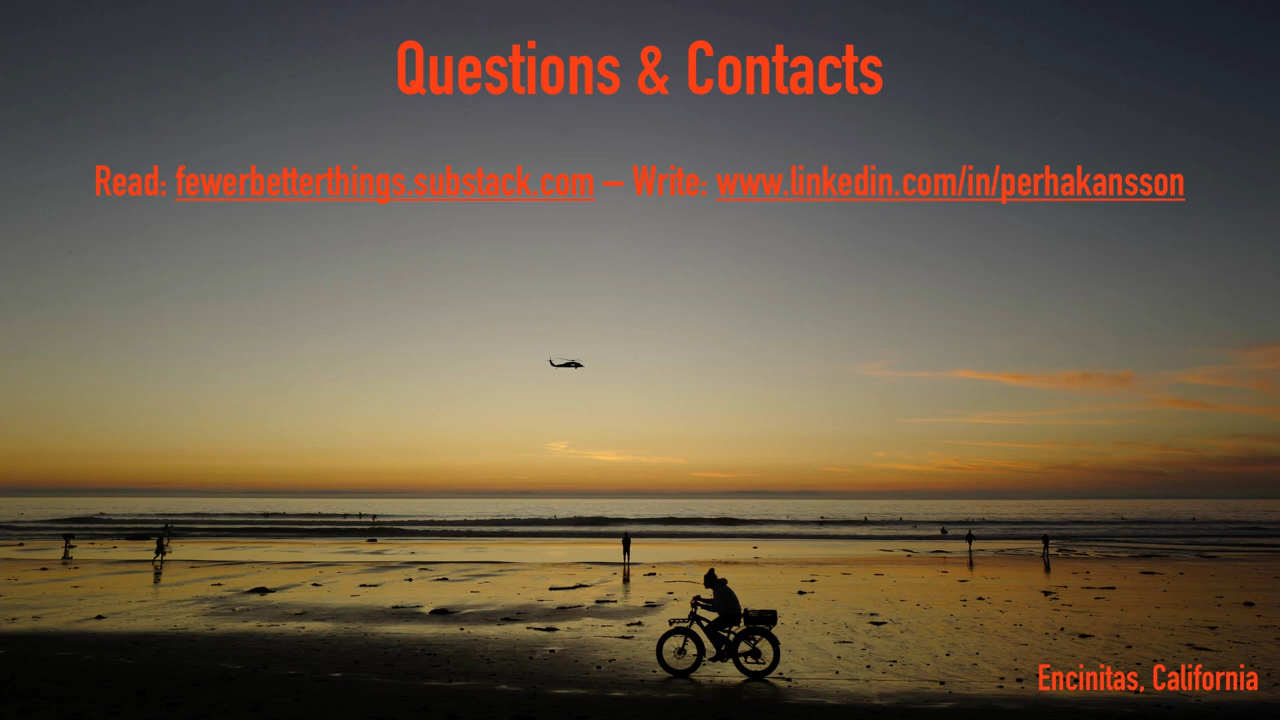 Questions & Contacts
Read: fewerbetterthings.substack.com – Write: www.linkedin.com/in/perhakansson
Encinitas, California